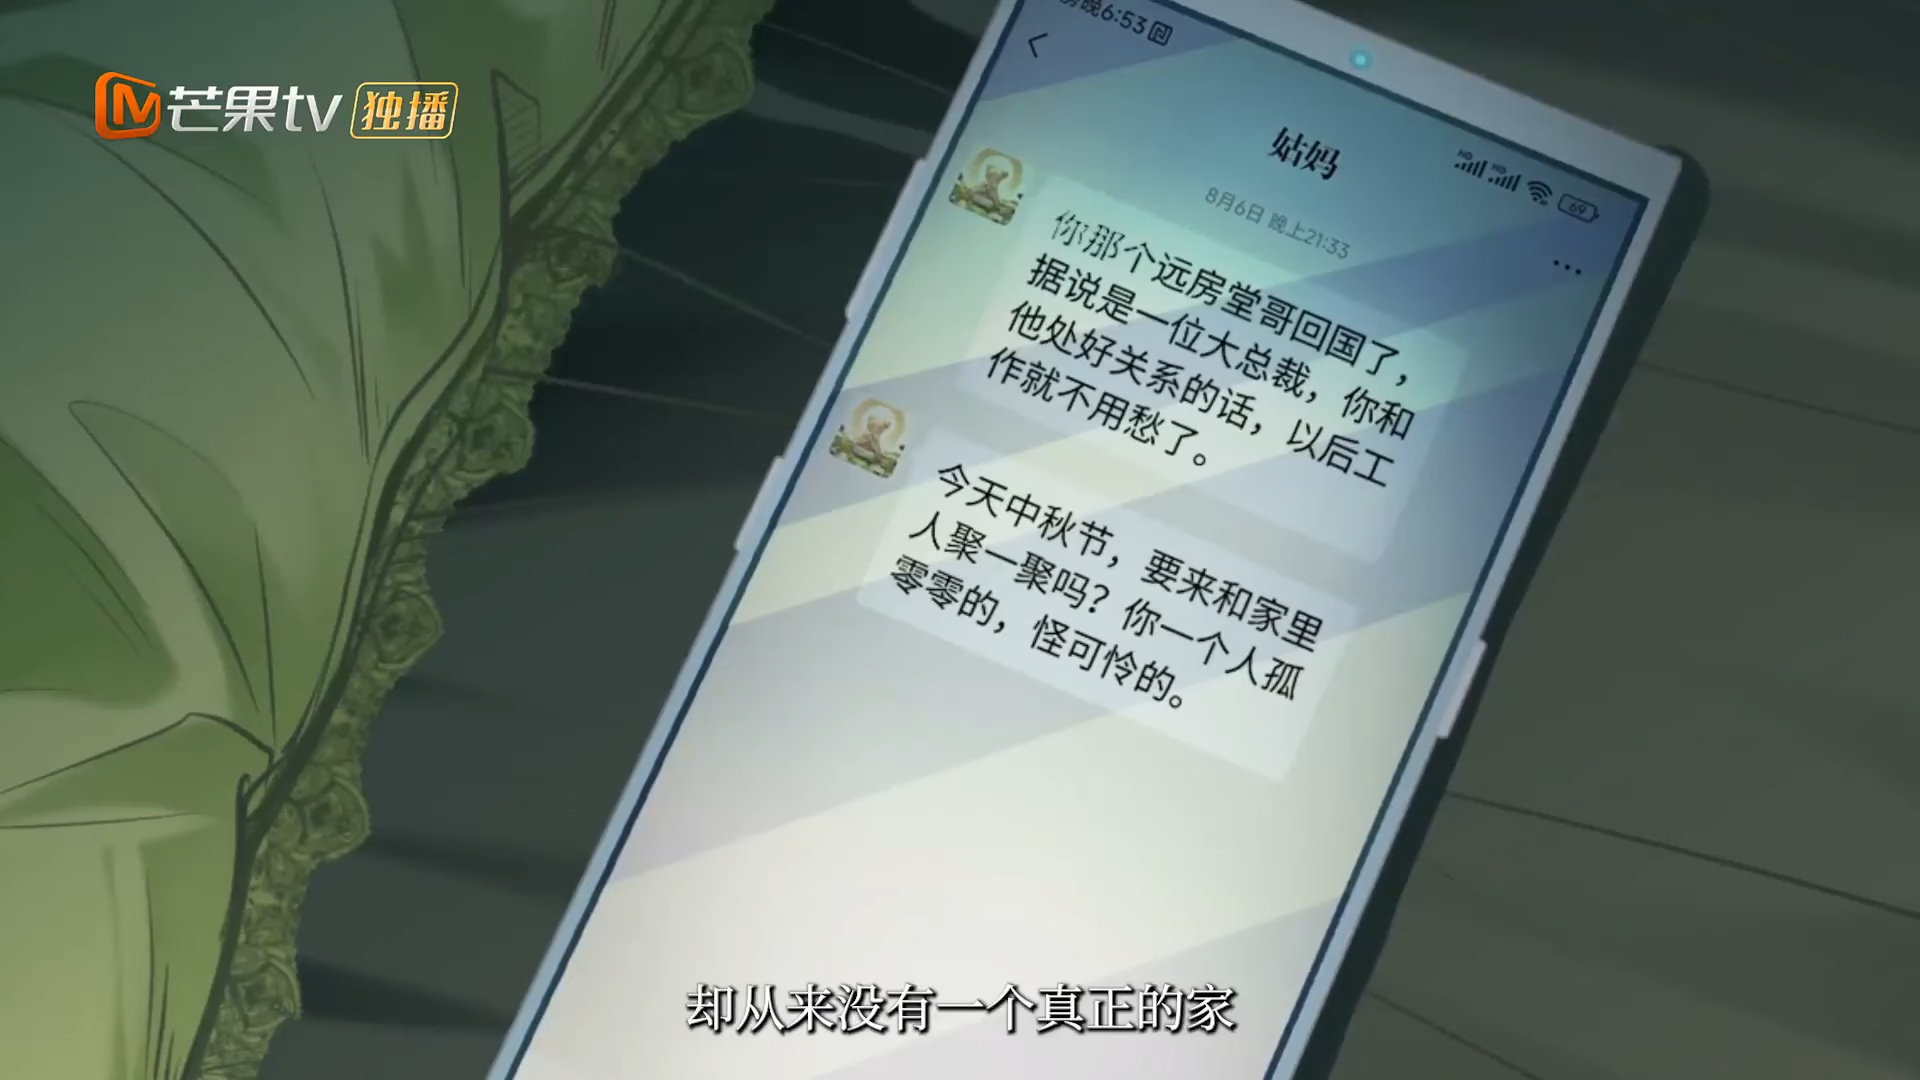 芒果tv 独播
晚6:53
姑妈
69
8月6日 晚上21:33
你那个远房堂哥回国了，
据说是一位大总裁，你和
他处好关系的话，以后工
作就不用愁了。
今天中秋节，要来和家里
人聚一聚吗？你一个人孤
零零的，怪可怜的。
却从来没有一个真正的家